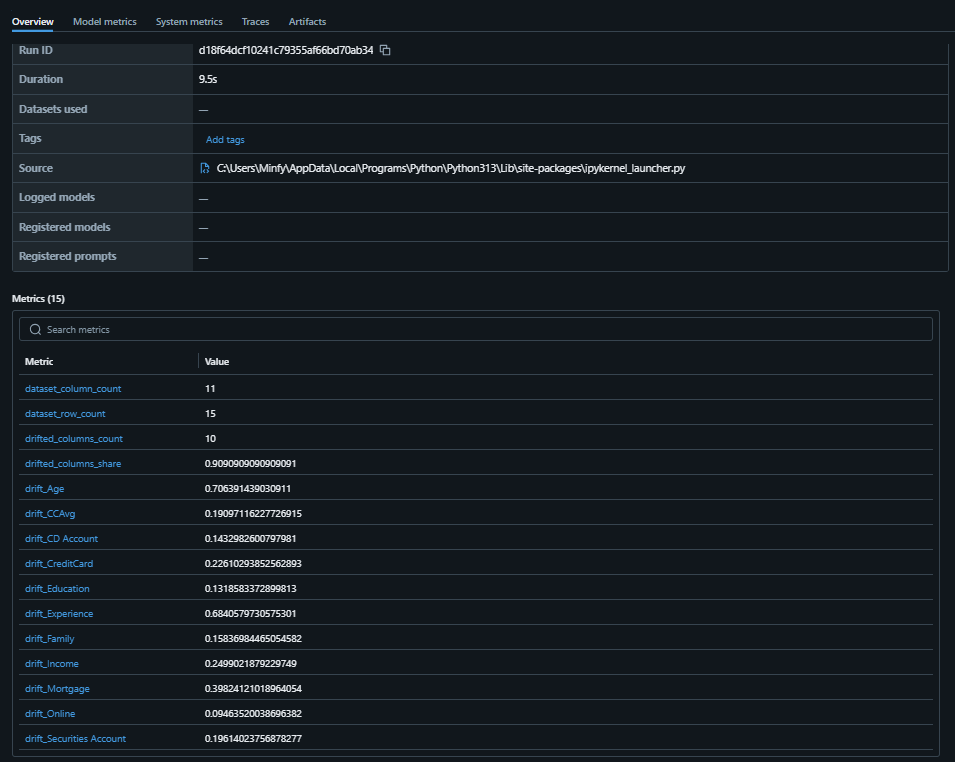 Overview Model metrics System metrics Traces Artifacts
Run ID d18f64dcf10241c79355af66bd70ab34
Duration 9.5s
Datasets used —
Tags Add tags
Source C:\Users\Minfy\AppData\Local\Programs\Python\Python313\Lib\site-packages\ipykernel_launcher.py
Logged models —
Registered models —
Registered prompts —
Metrics (15)
Search metrics
Metric Value
dataset_column_count 11
dataset_row_count 15
drifted_columns_count 10
drifted_columns_share 0.9090909090909091
drift_Age 0.706391439030911
drift_CCAvg 0.19097116227726915
drift_CD Account 0.1432982600797981
drift_CreditCard 0.22610293852562893
drift_Education 0.1318583372899813
drift_Experience 0.6840579730575301
drift_Family 0.15836984465054582
drift_Income 0.2499021879229749
drift_Mortgage 0.39824121018964054
drift_Online 0.09463520038696382
drift_Securities Account 0.19614023756878277